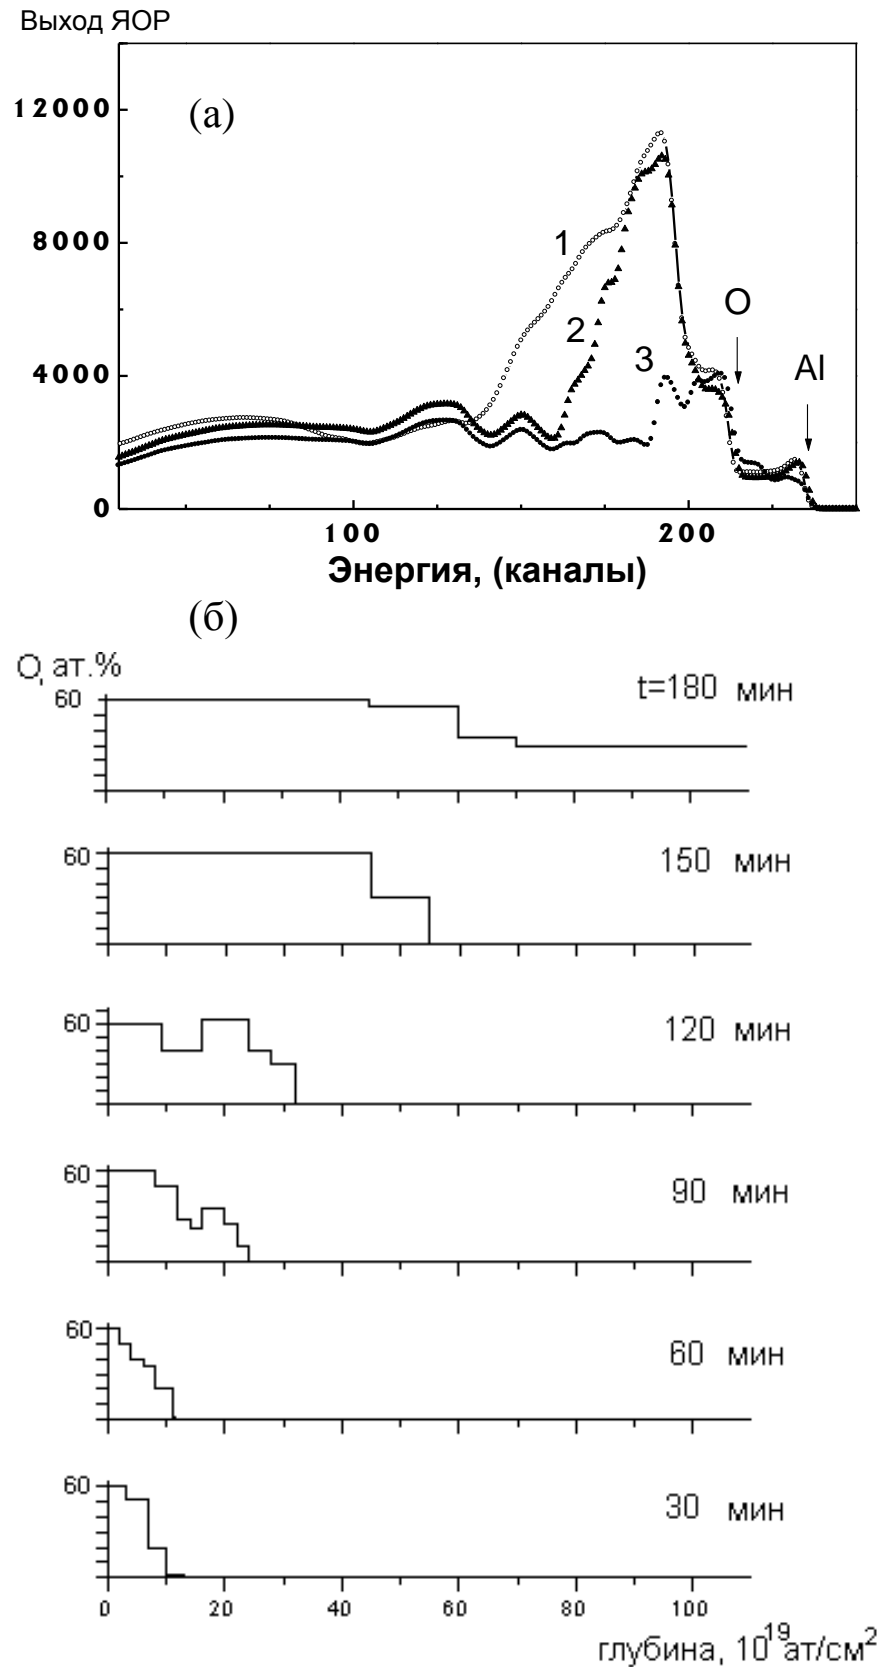 Выход ЯОР
12000
8000
4000
0
(а)
1
2
3
O
Al
100 200
Энергия, (каналы)
(б)
O, ат.%
60
t=180 мин
60
150 мин
60
120 мин
60
90 мин
60
60 мин
60
30 мин
0 20 40 60 80 100
глубина, 10¹⁹ат/см²